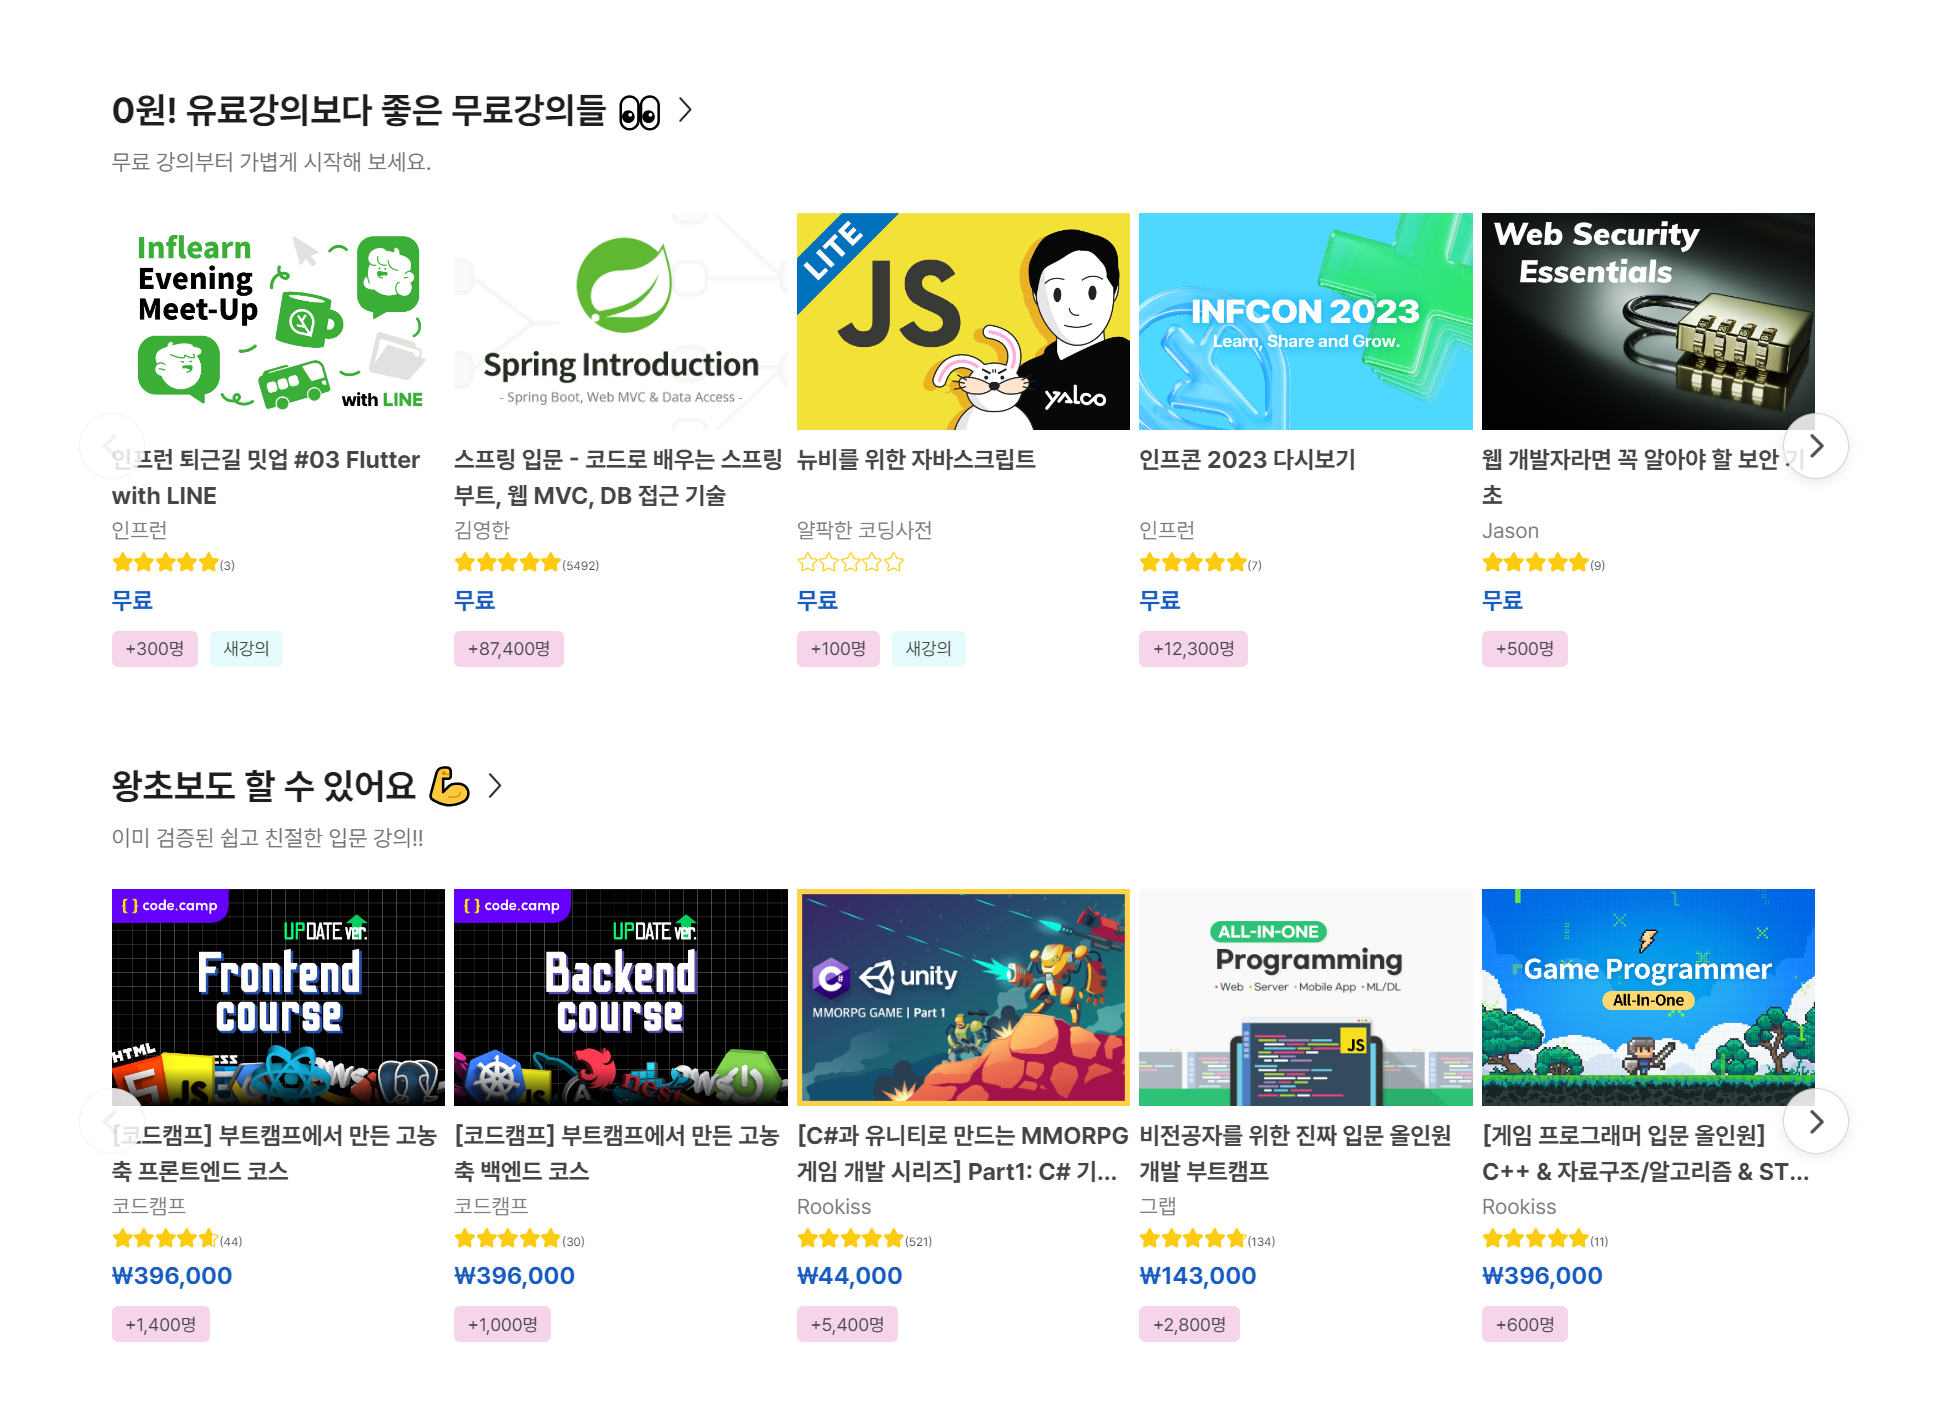 0원! 유료강의보다 좋은 무료강의들 👀
무료 강의부터 가볍게 시작해 보세요.
Inflearn
Evening
Meet-Up
with LINE
인프런 퇴근길 밋업 #03 Flutter
with LINE
인프런
(3)
무료
+300명 새강의
Spring Introduction
- Spring Boot, Web MVC & Data Access -
스프링 입문 - 코드로 배우는 스프링
부트, 웹 MVC, DB 접근 기술
김영한
(5492)
무료
+87,400명
LITE
JS
yalco
뉴비를 위한 자바스크립트
얄팍한 코딩사전
무료
+100명 새강의
INFCON 2023
Learn, Share and Grow.
인프콘 2023 다시보기
인프런
(7)
무료
+12,300명
Web Security
Essentials
웹 개발자라면 꼭 알아야 할 보안 기
초
Jason
(9)
무료
+500명
왕초보도 할 수 있어요 💪
이미 검증된 쉽고 친절한 입문 강의!!
{ } code.camp
UPDATE ver.
Frontend
course
HTML
JS
[코드캠프] 부트캠프에서 만든 고농
축 프론트엔드 코스
코드캠프
(44)
₩396,000
+1,400명
{ } code.camp
UPDATE ver.
Backend
course
nest
[코드캠프] 부트캠프에서 만든 고농
축 백엔드 코스
코드캠프
(30)
₩396,000
+1,000명
C# unity
MMORPG GAME | Part 1
[C#과 유니티로 만드는 MMORPG
게임 개발 시리즈] Part1: C# 기...
Rookiss
(521)
₩44,000
+5,400명
ALL-IN-ONE
Programming
• Web • Server • Mobile App • ML/DL
JS
비전공자를 위한 진짜 입문 올인원
개발 부트캠프
그랩
(134)
₩143,000
+2,800명
Game Programmer
All-In-One
[게임 프로그래머 입문 올인원]
C++ & 자료구조/알고리즘 & ST...
Rookiss
(11)
₩396,000
+600명